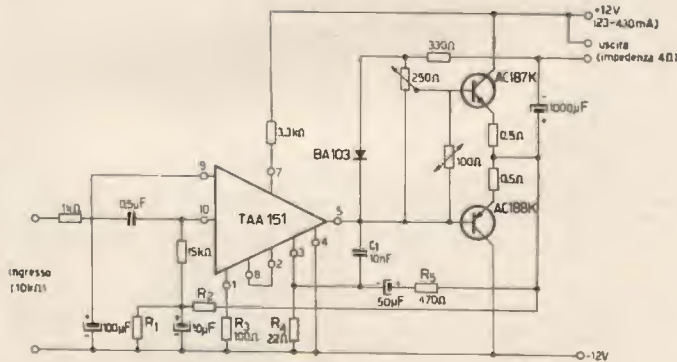 +12V
(23-430mA)
uscita
(impedenza 4Ω)
330Ω
250Ω
AC187K
1000µF
3,3kΩ
BA103
0.5Ω
100Ω
0.5Ω
AC188K
7
9
1kΩ
0,5µF
10
TAA 151
5
4
3
2
8
1
C1
10nF
15kΩ
ingresso
(10kΩ)
R2
50µF
R5
470Ω
100µF
R1
10µF
R3
100Ω
R4
22Ω
-12V